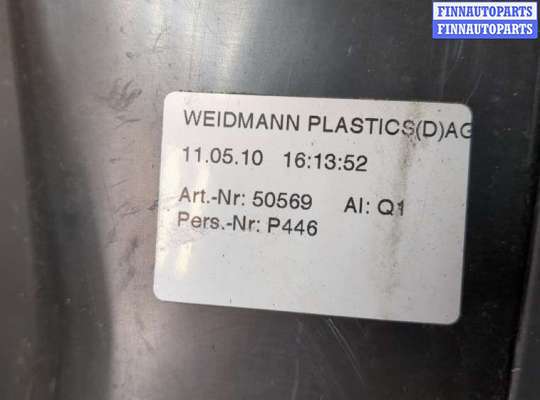 FINNAUTOPARTS
FINNAUTOPARTS
WEIDMANN PLASTICS(D)AG
11.05.10 16:13:52
Art.-Nr: 50569 AI: Q1
Pers.-Nr: P446